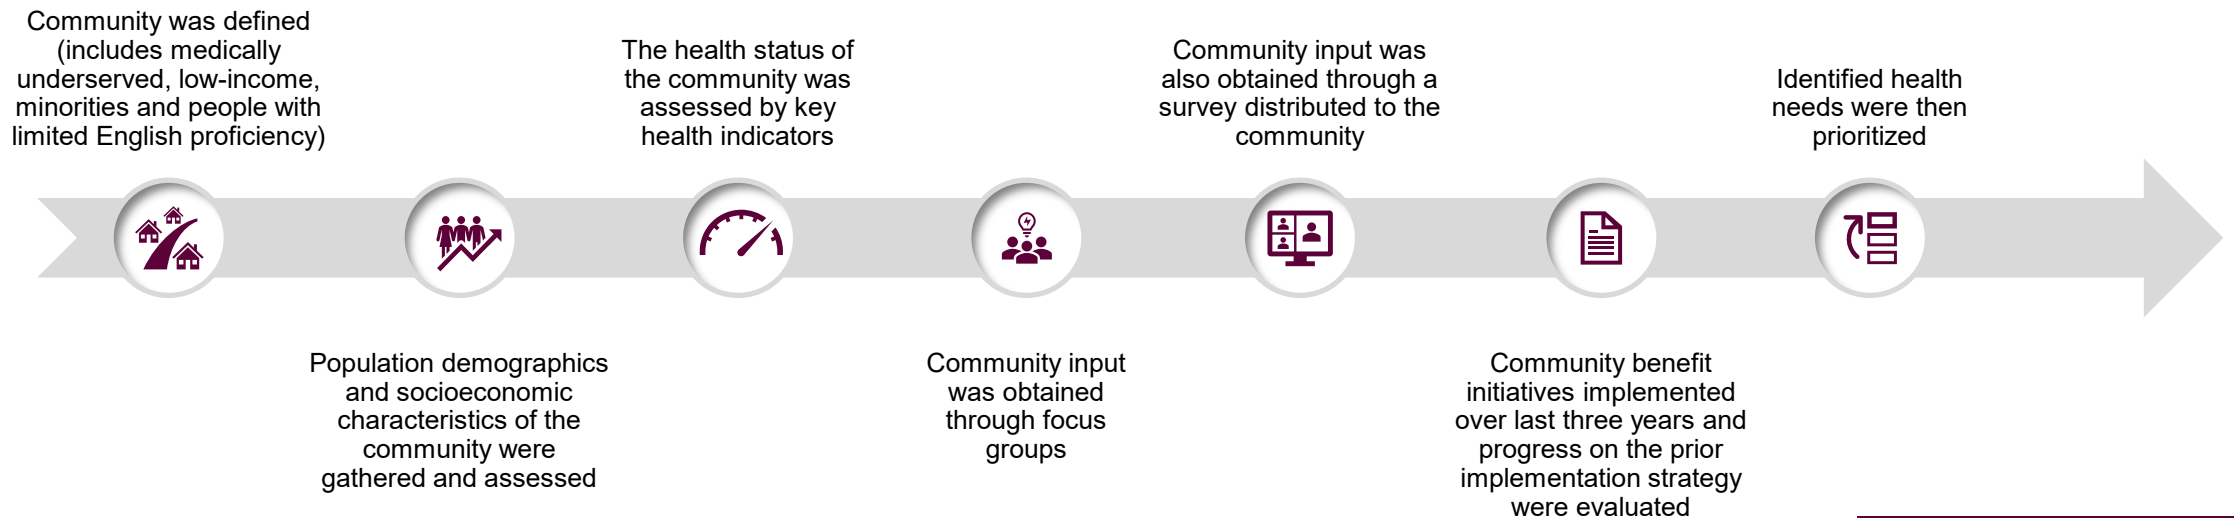 Community was defined
(includes medically
underserved, low-income,
minorities and people with
limited English proficiency)
Population demographics
and socioeconomic
characteristics of the
community were
gathered and assessed
The health status of
the community was
assessed by key
health indicators
Community input
was obtained
through focus
groups
Community input was
also obtained through a
survey distributed to the
community
Community benefit
initiatives implemented
over last three years and
progress on the prior
implementation strategy
were evaluated
Identified health
needs were then
prioritized